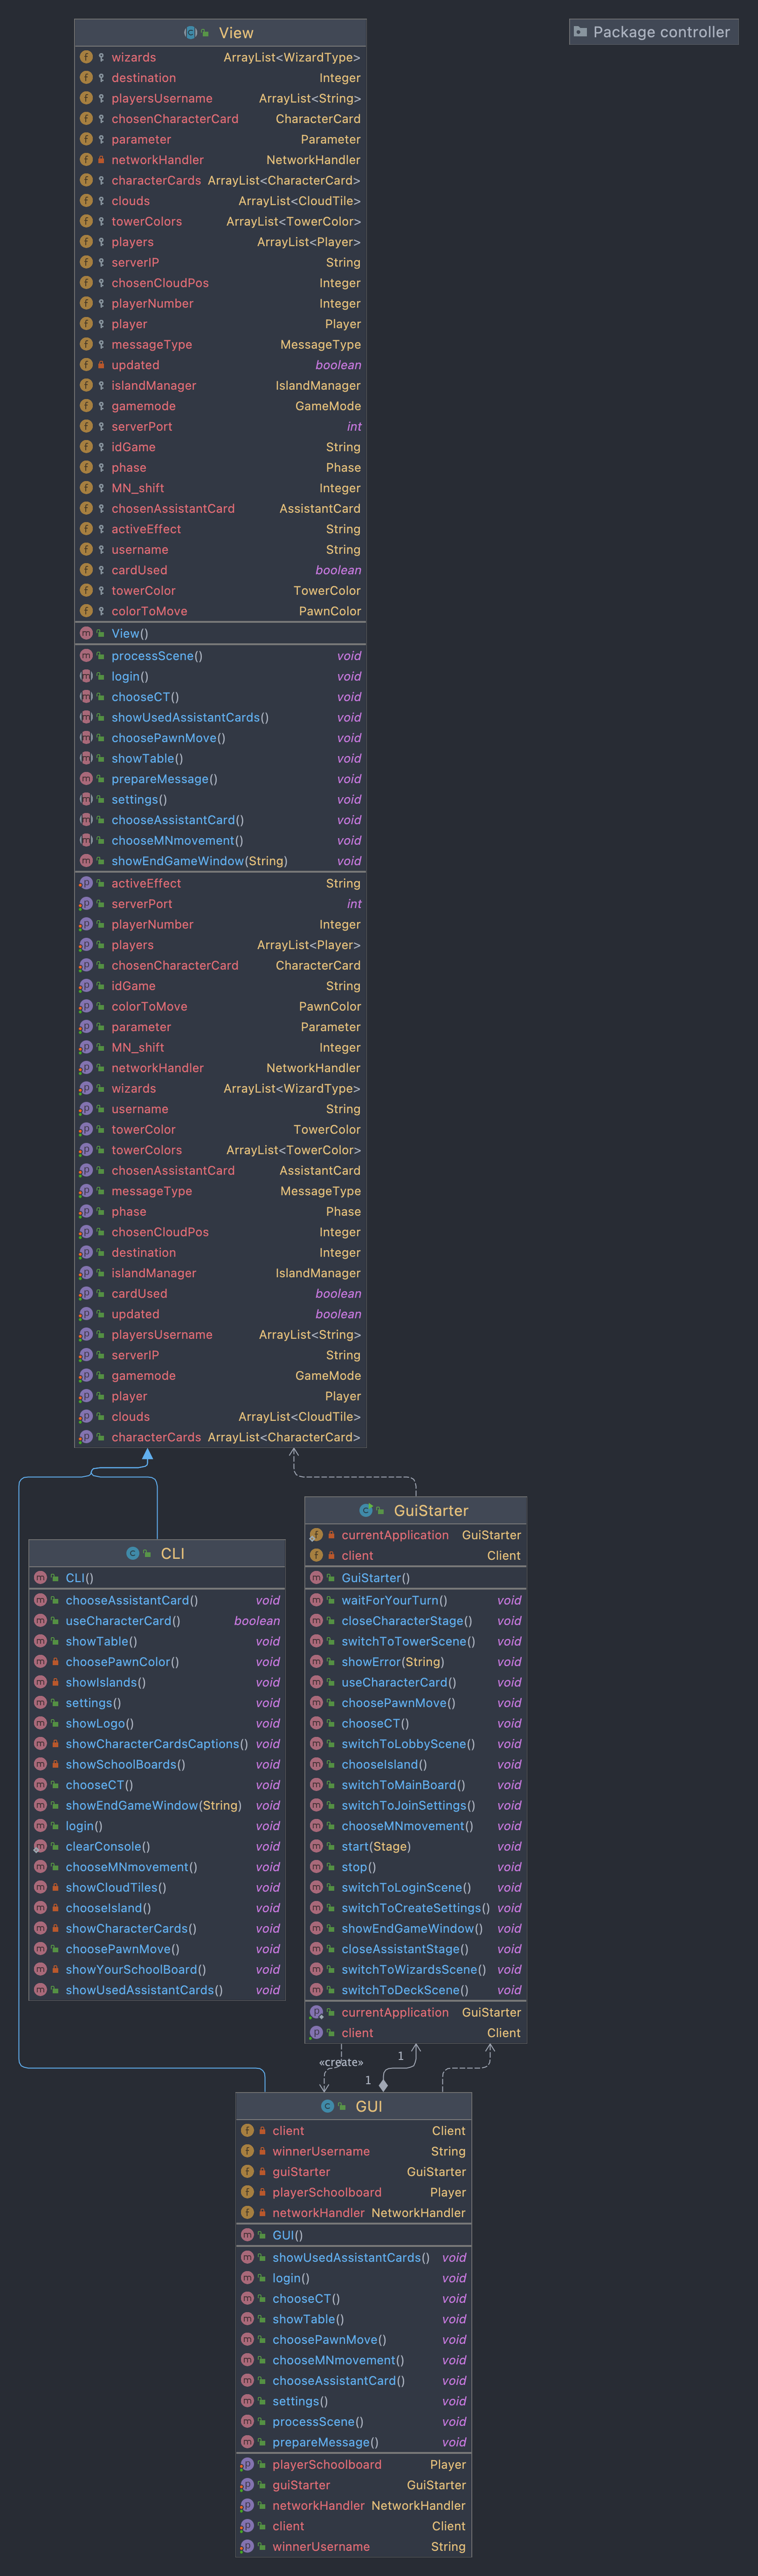 View
Package controller
wizards ArrayList<WizardType>
destination Integer
playersUsername ArrayList<String>
chosenCharacterCard CharacterCard
parameter Parameter
networkHandler NetworkHandler
characterCards ArrayList<CharacterCard>
clouds ArrayList<CloudTile>
towerColors ArrayList<TowerColor>
players ArrayList<Player>
serverIP String
chosenCloudPos Integer
playerNumber Integer
player Player
messageType MessageType
updated boolean
islandManager IslandManager
gamemode GameMode
serverPort int
idGame String
phase Phase
MN_shift Integer
chosenAssistantCard AssistantCard
activeEffect String
username String
cardUsed boolean
towerColor TowerColor
colorToMove PawnColor
View()
processScene() void
login() void
chooseCT() void
showUsedAssistantCards() void
choosePawnMove() void
showTable() void
prepareMessage() void
settings() void
chooseAssistantCard() void
chooseMNmovement() void
showEndGameWindow(String) void
activeEffect String
serverPort int
playerNumber Integer
players ArrayList<Player>
chosenCharacterCard CharacterCard
idGame String
colorToMove PawnColor
parameter Parameter
MN_shift Integer
networkHandler NetworkHandler
wizards ArrayList<WizardType>
username String
towerColor TowerColor
towerColors ArrayList<TowerColor>
chosenAssistantCard AssistantCard
messageType MessageType
phase Phase
chosenCloudPos Integer
destination Integer
islandManager IslandManager
cardUsed boolean
updated boolean
playersUsername ArrayList<String>
serverIP String
gamemode GameMode
player Player
clouds ArrayList<CloudTile>
characterCards ArrayList<CharacterCard>
CLI
CLI()
chooseAssistantCard() void
useCharacterCard() boolean
showTable() void
choosePawnColor() void
showIslands() void
settings() void
showLogo() void
showCharacterCardsCaptions() void
showSchoolBoards() void
chooseCT() void
showEndGameWindow(String) void
login() void
clearConsole() void
chooseMNmovement() void
showCloudTiles() void
chooseIsland() void
showCharacterCards() void
choosePawnMove() void
showYourSchoolBoard() void
showUsedAssistantCards() void
GuiStarter
currentApplication GuiStarter
client Client
GuiStarter()
waitForYourTurn() void
closeCharacterStage() void
switchToTowerScene() void
showError(String) void
useCharacterCard() void
choosePawnMove() void
chooseCT() void
switchToLobbyScene() void
chooseIsland() void
switchToMainBoard() void
switchToJoinSettings() void
chooseMNmovement() void
start(Stage) void
stop() void
switchToLoginScene() void
switchToCreateSettings() void
showEndGameWindow() void
closeAssistantStage() void
switchToWizardsScene() void
switchToDeckScene() void
currentApplication GuiStarter
client Client
«create»
1
1
GUI
client Client
winnerUsername String
guiStarter GuiStarter
playerSchoolboard Player
networkHandler NetworkHandler
GUI()
showUsedAssistantCards() void
login() void
chooseCT() void
showTable() void
choosePawnMove() void
chooseMNmovement() void
chooseAssistantCard() void
settings() void
processScene() void
prepareMessage() void
playerSchoolboard Player
guiStarter GuiStarter
networkHandler NetworkHandler
client Client
winnerUsername String